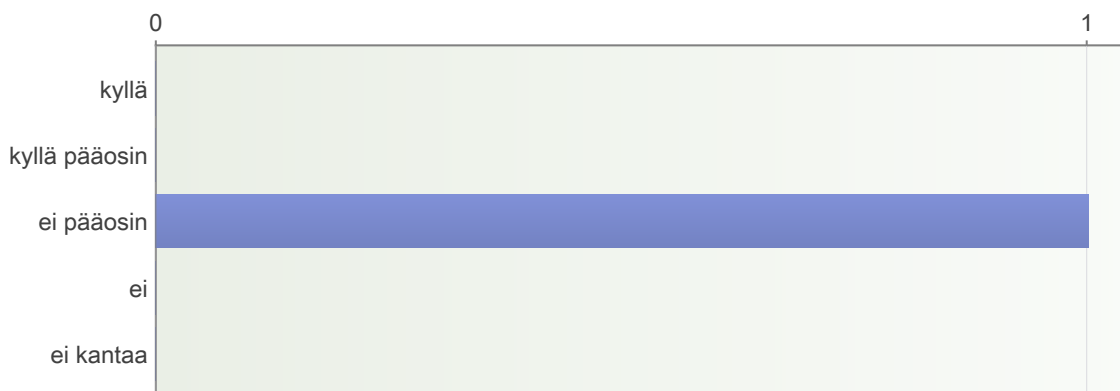 0 1
kyllä
kyllä pääosin
ei pääosin
ei
ei kantaa